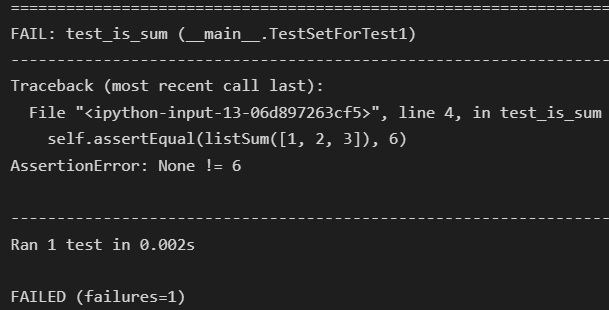 ======================================================================
FAIL: test_is_sum (__main__.TestSetForTest1)
----------------------------------------------------------------------
Traceback (most recent call last):
  File "<ipython-input-13-06d897263cf5>", line 4, in test_is_sum
    self.assertEqual(listSum([1, 2, 3]), 6)
AssertionError: None != 6

----------------------------------------------------------------------
Ran 1 test in 0.002s

FAILED (failures=1)